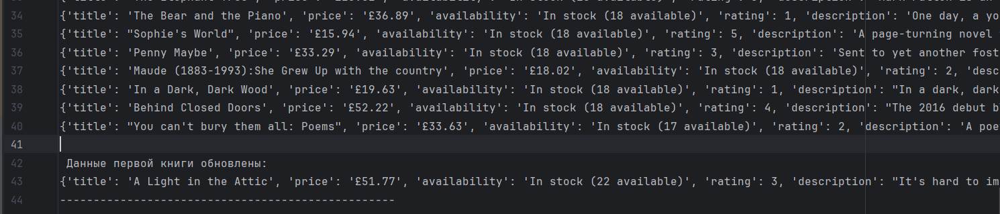 34 {'title': 'The Bear and the Piano', 'price': '£36.89', 'availability': 'In stock (18 available)', 'rating': 1, 'description': 'One day, a yo
35 {'title': "Sophie's World", 'price': '£15.94', 'availability': 'In stock (18 available)', 'rating': 5, 'description': 'A page-turning novel
36 {'title': 'Penny Maybe', 'price': '£33.29', 'availability': 'In stock (18 available)', 'rating': 3, 'description': 'Sent to yet another fost
37 {'title': 'Maude (1883-1993):She Grew Up with the country', 'price': '£18.02', 'availability': 'In stock (18 available)', 'rating': 2, 'desc
38 {'title': 'In a Dark, Dark Wood', 'price': '£19.63', 'availability': 'In stock (18 available)', 'rating': 1, 'description': "In a dark, dark
39 {'title': 'Behind Closed Doors', 'price': '£52.22', 'availability': 'In stock (18 available)', 'rating': 4, 'description': "The 2016 debut b
40 {'title': "You can't bury them all: Poems", 'price': '£33.63', 'availability': 'In stock (17 available)', 'rating': 2, 'description': 'A poe
41
42 Данные первой книги обновлены:
43 {'title': 'A Light in the Attic', 'price': '£51.77', 'availability': 'In stock (22 available)', 'rating': 3, 'description': "It's hard to im
44 --------------------------------------------------